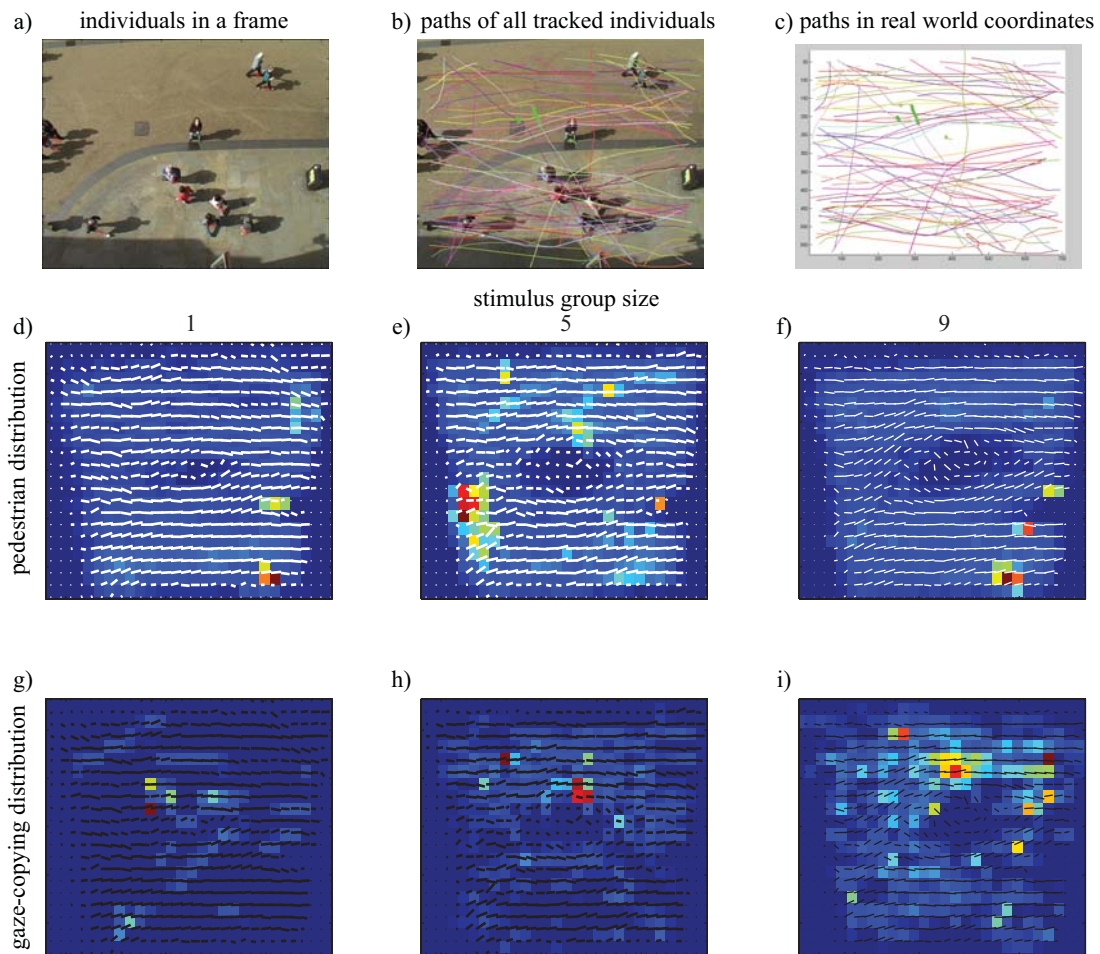 a) individuals in a frame
b) paths of all tracked individuals
c) paths in real world coordinates
stimulus group size
d) 1
e) 5
f) 9
pedestrian distribution
g)
h)
i)
gaze-copying distribution